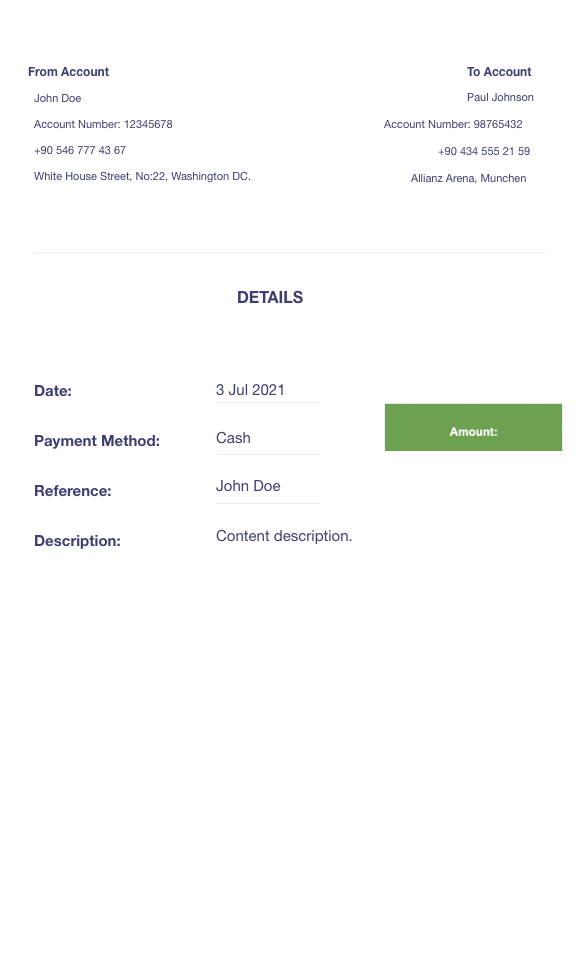 From Account
John Doe
Account Number: 12345678
+90 546 777 43 67
White House Street, No:22, Washington DC.
To Account
Paul Johnson
Account Number: 98765432
+90 434 555 21 59
Allianz Arena, Munchen
DETAILS
Date: 3 Jul 2021
Payment Method: Cash
Reference: John Doe
Description: Content description.
Amount: